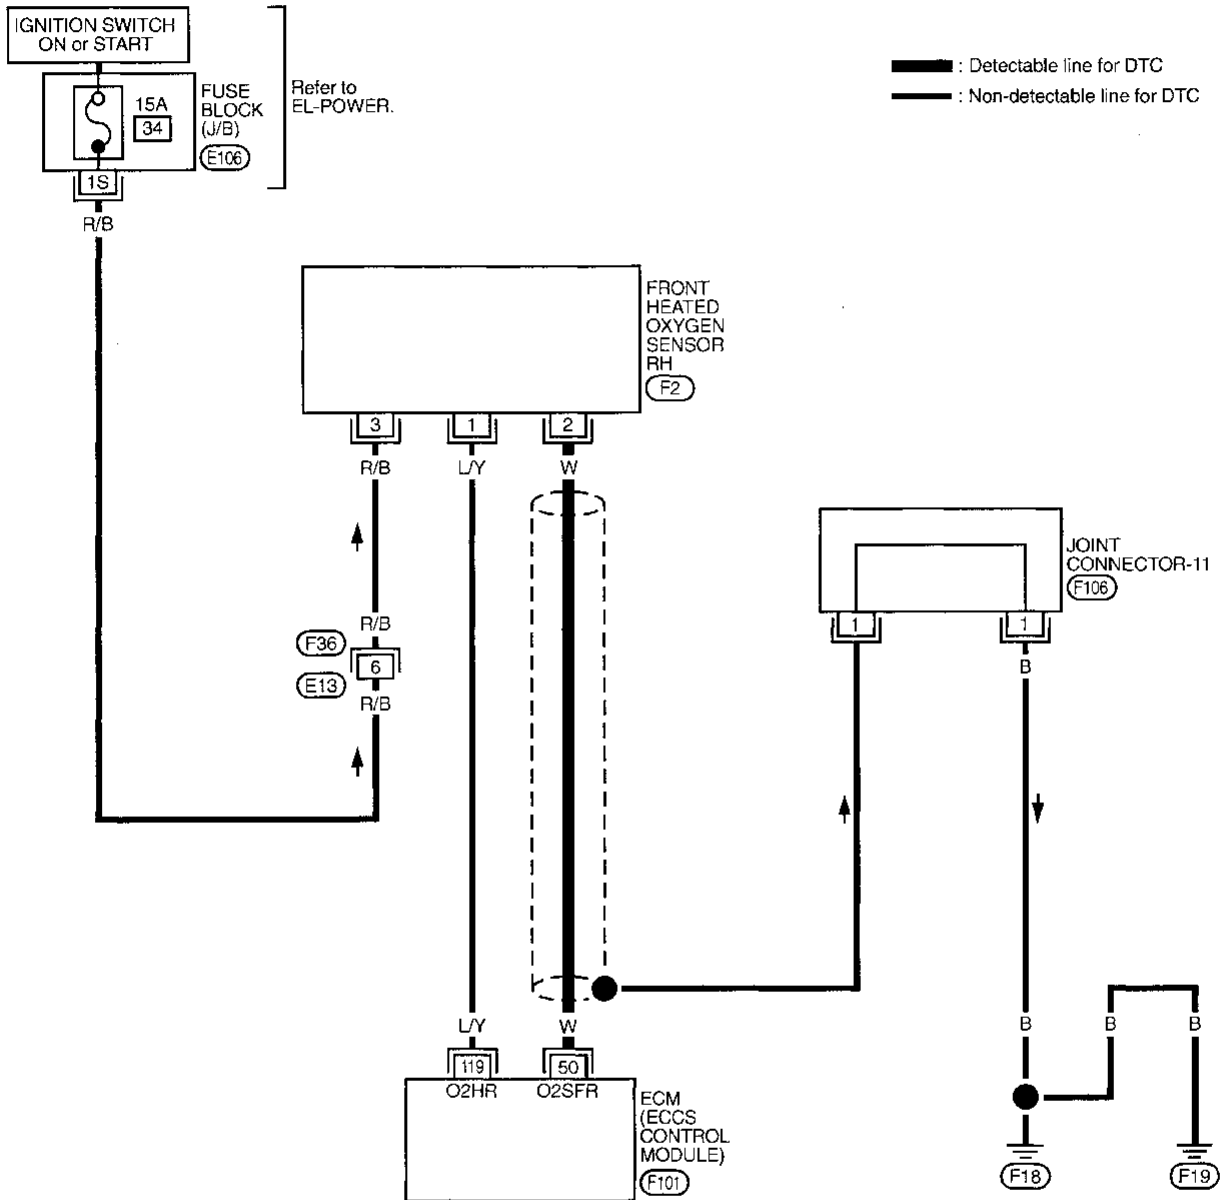 IGNITION SWITCH
ON or START
15A
34
FUSE
BLOCK
(J/B)
E106
Refer to
EL-POWER.
: Detectable line for DTC
: Non-detectable line for DTC
1S
R/B
FRONT
HEATED
OXYGEN
SENSOR
RH
F2
3
1
2
R/B
L/Y
W
JOINT
CONNECTOR-11
F106
1
1
B
R/B
F36
6
E13
R/B
L/Y
W
B
B
B
119
50
O2HR
O2SFR
ECM
(ECCS
CONTROL
MODULE)
F101
F18
F19